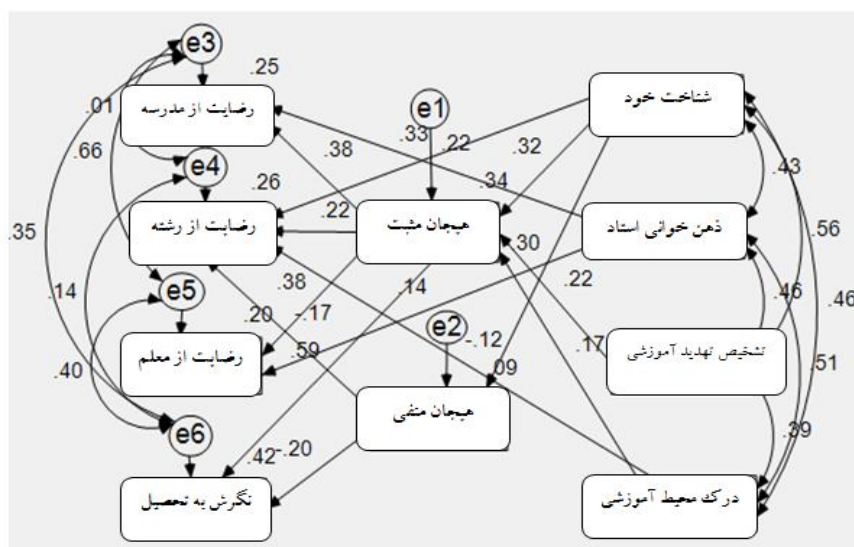 e3
.25
رضایت از مدرسه
شناخت خود
e1
.01
.33
.22
.32
.43
.38
.66
e4
.26
.34
رضایت از رشته
.22
هیجان مثبت
ذهن خوانی استاد
.35
.30
.56
.38
.14
.22
.46
.46
e5
.14
.20
-.17
e2
-.12
.17
تشخیص تهدید آموزشی
رضایت از معلم
.59
.09
.51
.40
هیجان منفی
.39
e6
.42
-.20
نگرش به تحصیل
درک محیط آموزشی